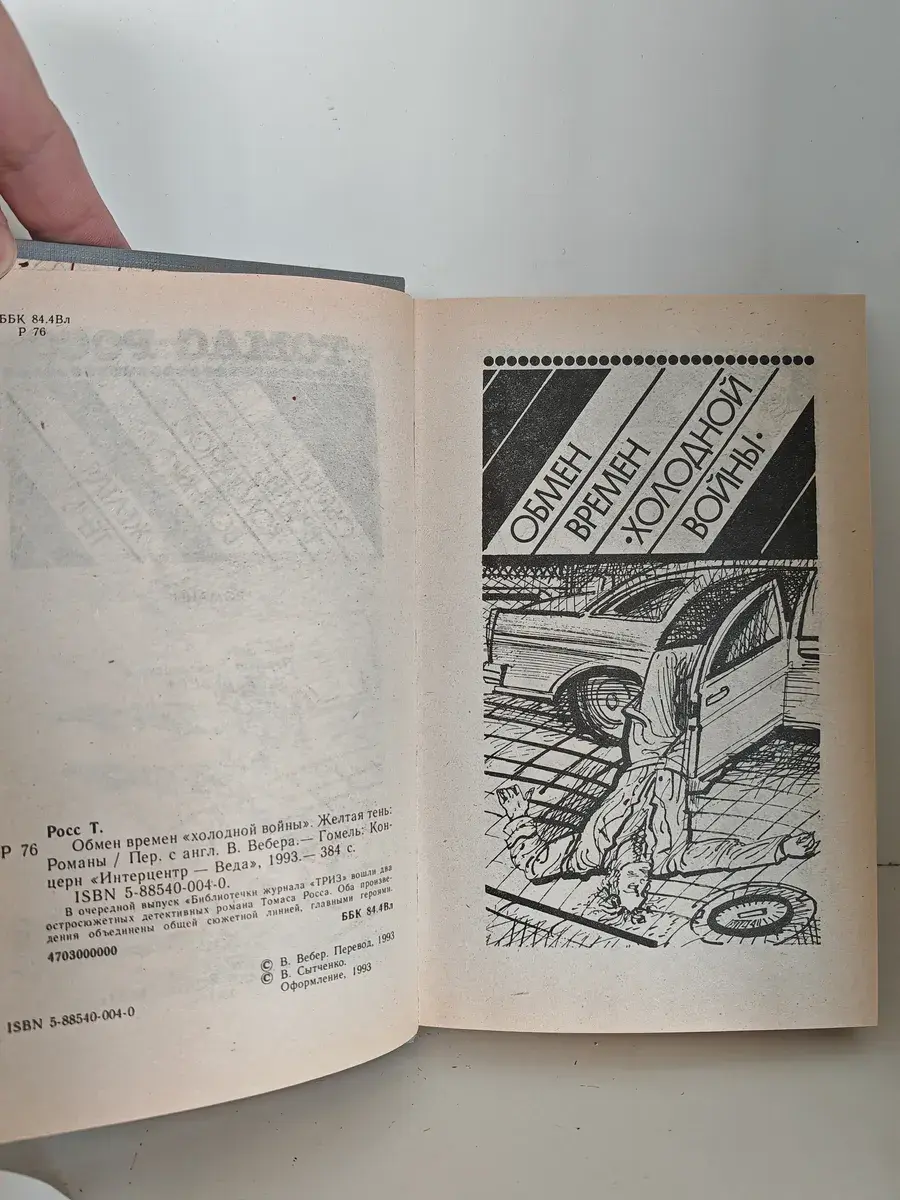 ББК 84.4Вл
Р 76
Росс Т.
Р 76 Обмен времен «холодной войны». Желтая тень:
Романы / Пер. с англ. В. Вебера.— Гомель: Кон-
церн «Интерцентр — Веда», 1993.— 384 с.
ISBN 5-88540-004-0.
В очередной выпуск «Библиотечки журнала «ТРИЗ» вошли два
остросюжетных детективных романа Томаса Росса. Оба произве-
дения объединены общей сюжетной линией, главными героями.
ББК 84.4Вл
4703000000
© В. Вебер. Перевод, 1993
© В. Сытченко.
Оформление, 1993
ISBN 5-88540-004-0
ОБМЕН
ВРЕМЕН
·ХОЛОДНОЙ
ВОЙНЫ·